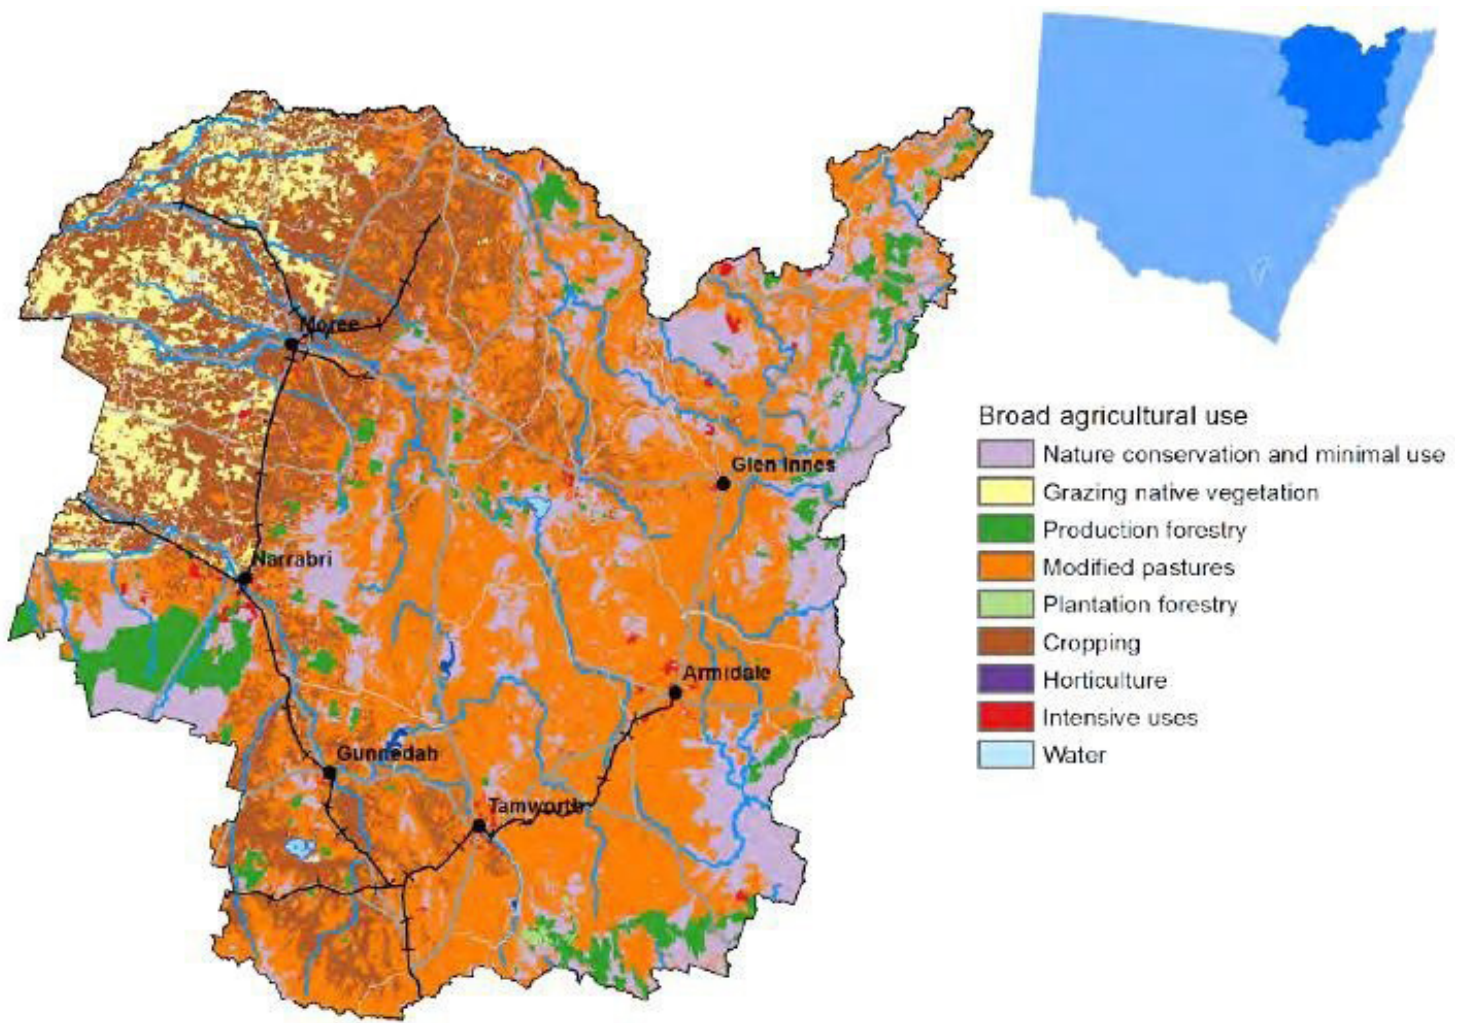 Moree
Glen Innes
Narrabri
Armidale
Gunnedah
Tamworth
Broad agricultural use
Nature conservation and minimal use
Grazing native vegetation
Production forestry
Modified pastures
Plantation forestry
Cropping
Horticulture
Intensive uses
Water